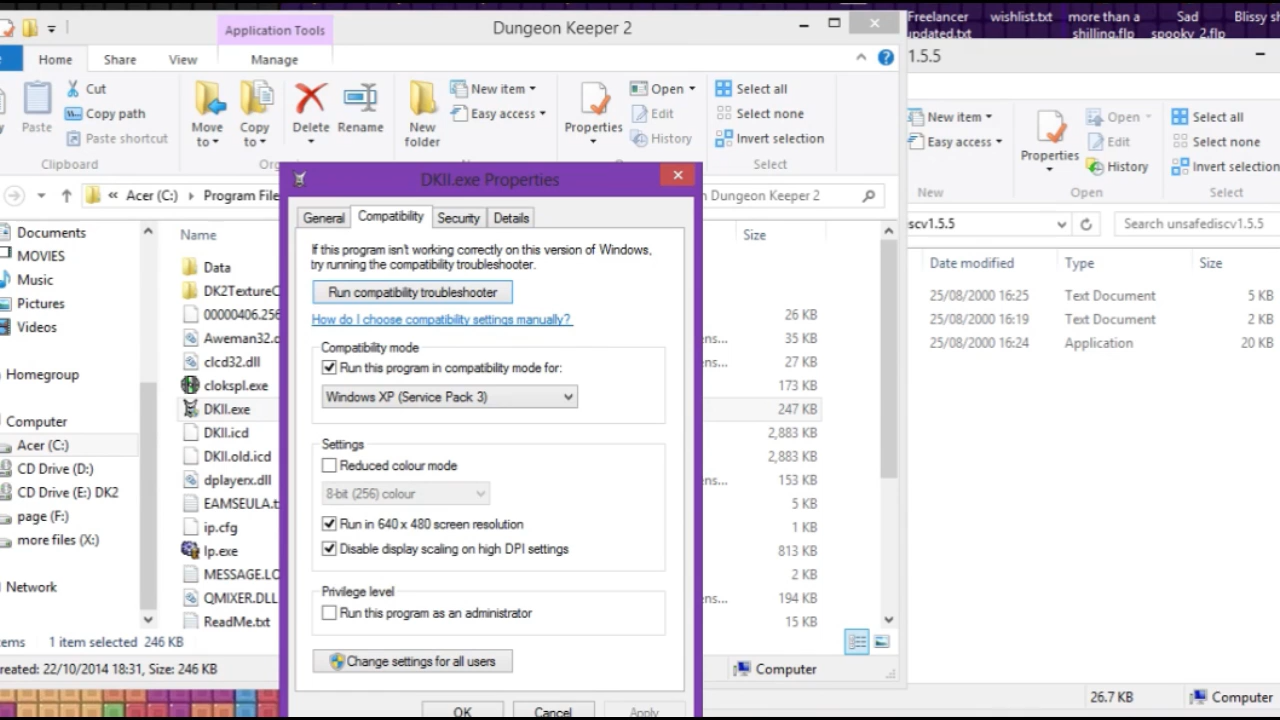 Freelancer
updated.txt
wishlist.txt
more than a
shilling.flp
Sad
spooky_2.flp
Blissy sh
Application Tools
Dungeon Keeper 2
Home
Share
View
Manage
Paste
Cut
Copy path
Paste shortcut
Clipboard
Move
to
Copy
to
Delete
Rename
Org
New
folder
New item
Easy access
Properties
Open
Edit
History
Select all
Select none
Invert selection
Select
« Acer (C:)
Program File
Dungeon Keeper 2
Documents
MOVIES
Music
Pictures
Videos
Homegroup
Computer
Acer (C:)
CD Drive (D:)
CD Drive (E:) DK2
page (F:)
more files (X:)
Network
Name
Size
Data
DK2TextureC
00000406.256
26 KB
Aweman32.d
ens...
35 KB
clcd32.dll
ens...
27 KB
clokspl.exe
173 KB
DKII.exe
247 KB
DKII.icd
2,883 KB
DKII.old.icd
2,883 KB
dplayerx.dll
ens...
153 KB
EAMSEULA.t
5 KB
ip.cfg
1 KB
Ip.exe
813 KB
MESSAGE.LO
2 KB
QMIXER.DLL
ens...
194 KB
ReadMe.txt
15 KB
tems
1 item selected 246 KB
reated: 22/10/2014 18:31, Size: 246 KB
Computer
DKII.exe Properties
General
Compatibility
Security
Details
If this program isn't working correctly on this version of Windows,
try running the compatibility troubleshooter.
Run compatibility troubleshooter
How do I choose compatibility settings manually?
Compatibility mode
Run this program in compatibility mode for:
Windows XP (Service Pack 3)
Settings
Reduced colour mode
8-bit (256) colour
Run in 640 x 480 screen resolution
Disable display scaling on high DPI settings
Privilege level
Run this program as an administrator
Change settings for all users
OK
Cancel
Apply
1.5.5
New item
Easy access
New
Properties
Open
Edit
History
Open
Select all
Select none
Invert selection
Select
scv1.5.5
Search unsafediscv1.5.5
Date modified
Type
Size
25/08/2000 16:25
Text Document
5 KB
25/08/2000 16:19
Text Document
2 KB
25/08/2000 16:24
Application
20 KB
26.7 KB
Computer